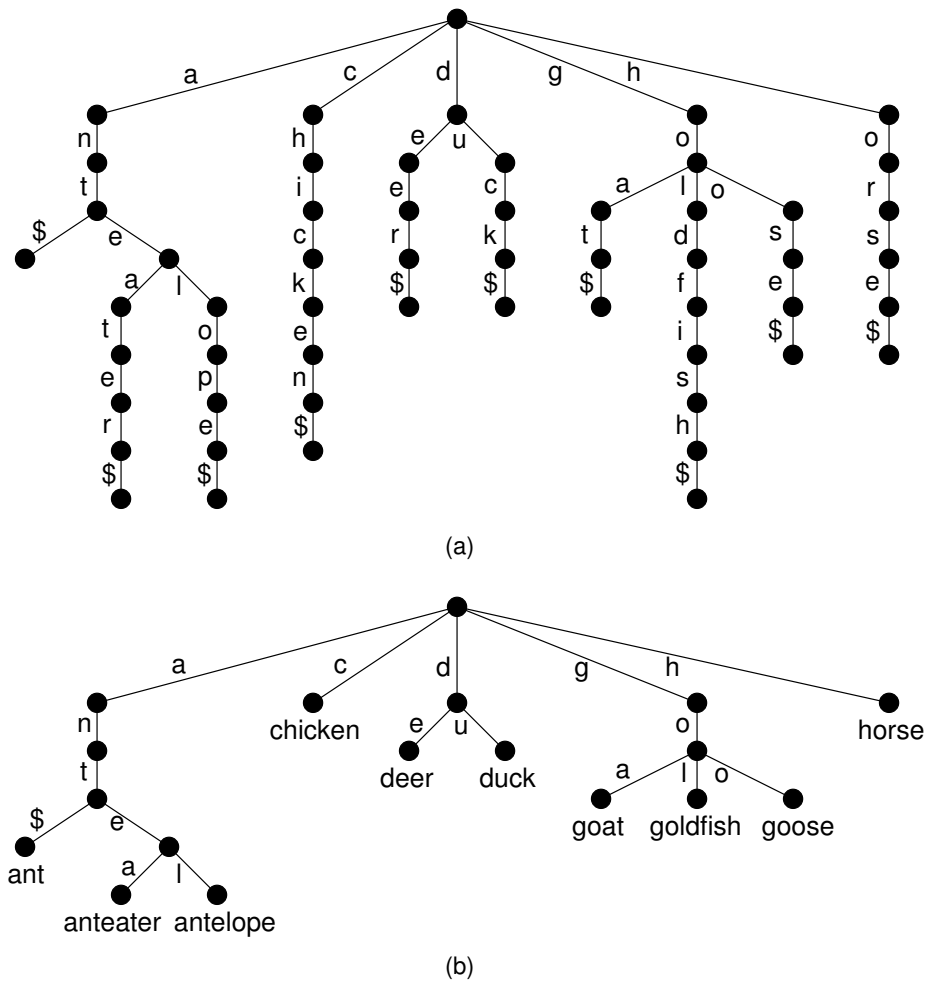 a c d g h
n h e u o o
t i e c a l o r
$ e c r k t d s s
a l k $ $ $ f e e
t o e i $ $
e p n s
r e $ h
$ $ $
(a)
a c d g h
n chicken e u o horse
t deer duck a l o
$ e goat goldfish goose
ant a l
anteater antelope
(b)